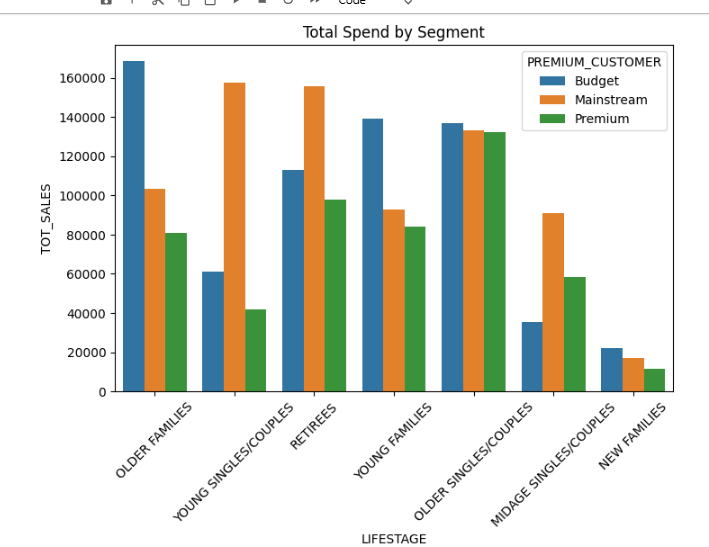 Code
Total Spend by Segment
PREMIUM_CUSTOMER
Budget
Mainstream
Premium
TOT_SALES
160000
140000
120000
100000
80000
60000
40000
20000
0
OLDER FAMILIES
YOUNG SINGLES/COUPLES
RETIREES
YOUNG FAMILIES
OLDER SINGLES/COUPLES
MIDAGE SINGLES/COUPLES
NEW FAMILIES
LIFESTAGE